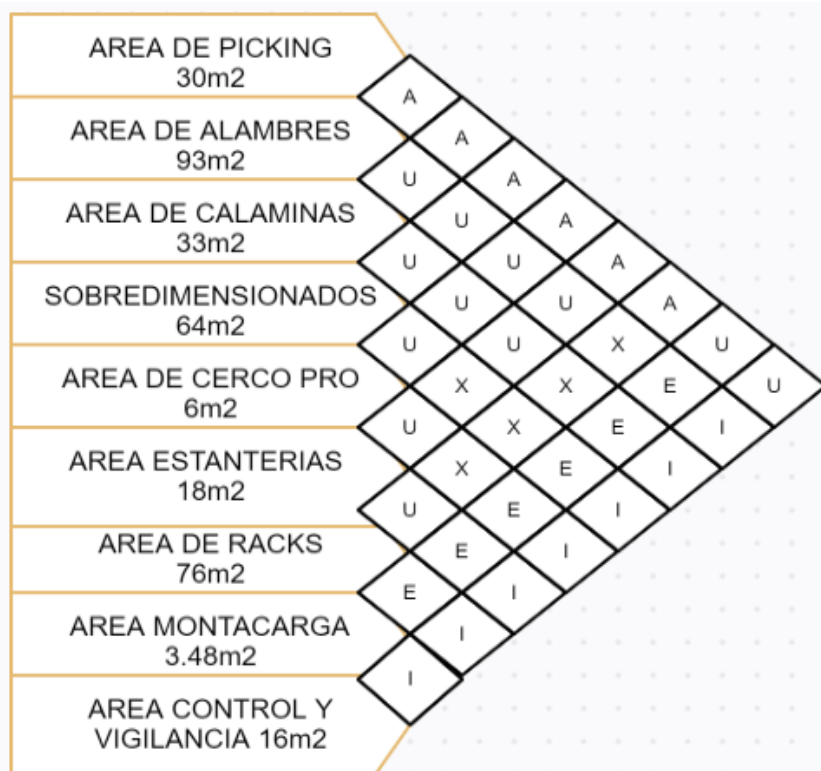 AREA DE PICKING
30m2
AREA DE ALAMBRES
93m2
AREA DE CALAMINAS
33m2
SOBREDIMENSIONADOS
64m2
AREA DE CERCO PRO
6m2
AREA ESTANTERIAS
18m2
AREA DE RACKS
76m2
AREA MONTACARGA
3.48m2
AREA CONTROL Y
VIGILANCIA 16m2
A
A
U A
U A
U U A
U U A
U U X U
X X E U
U X E I
X E I
U E I
E I
E I
I
I